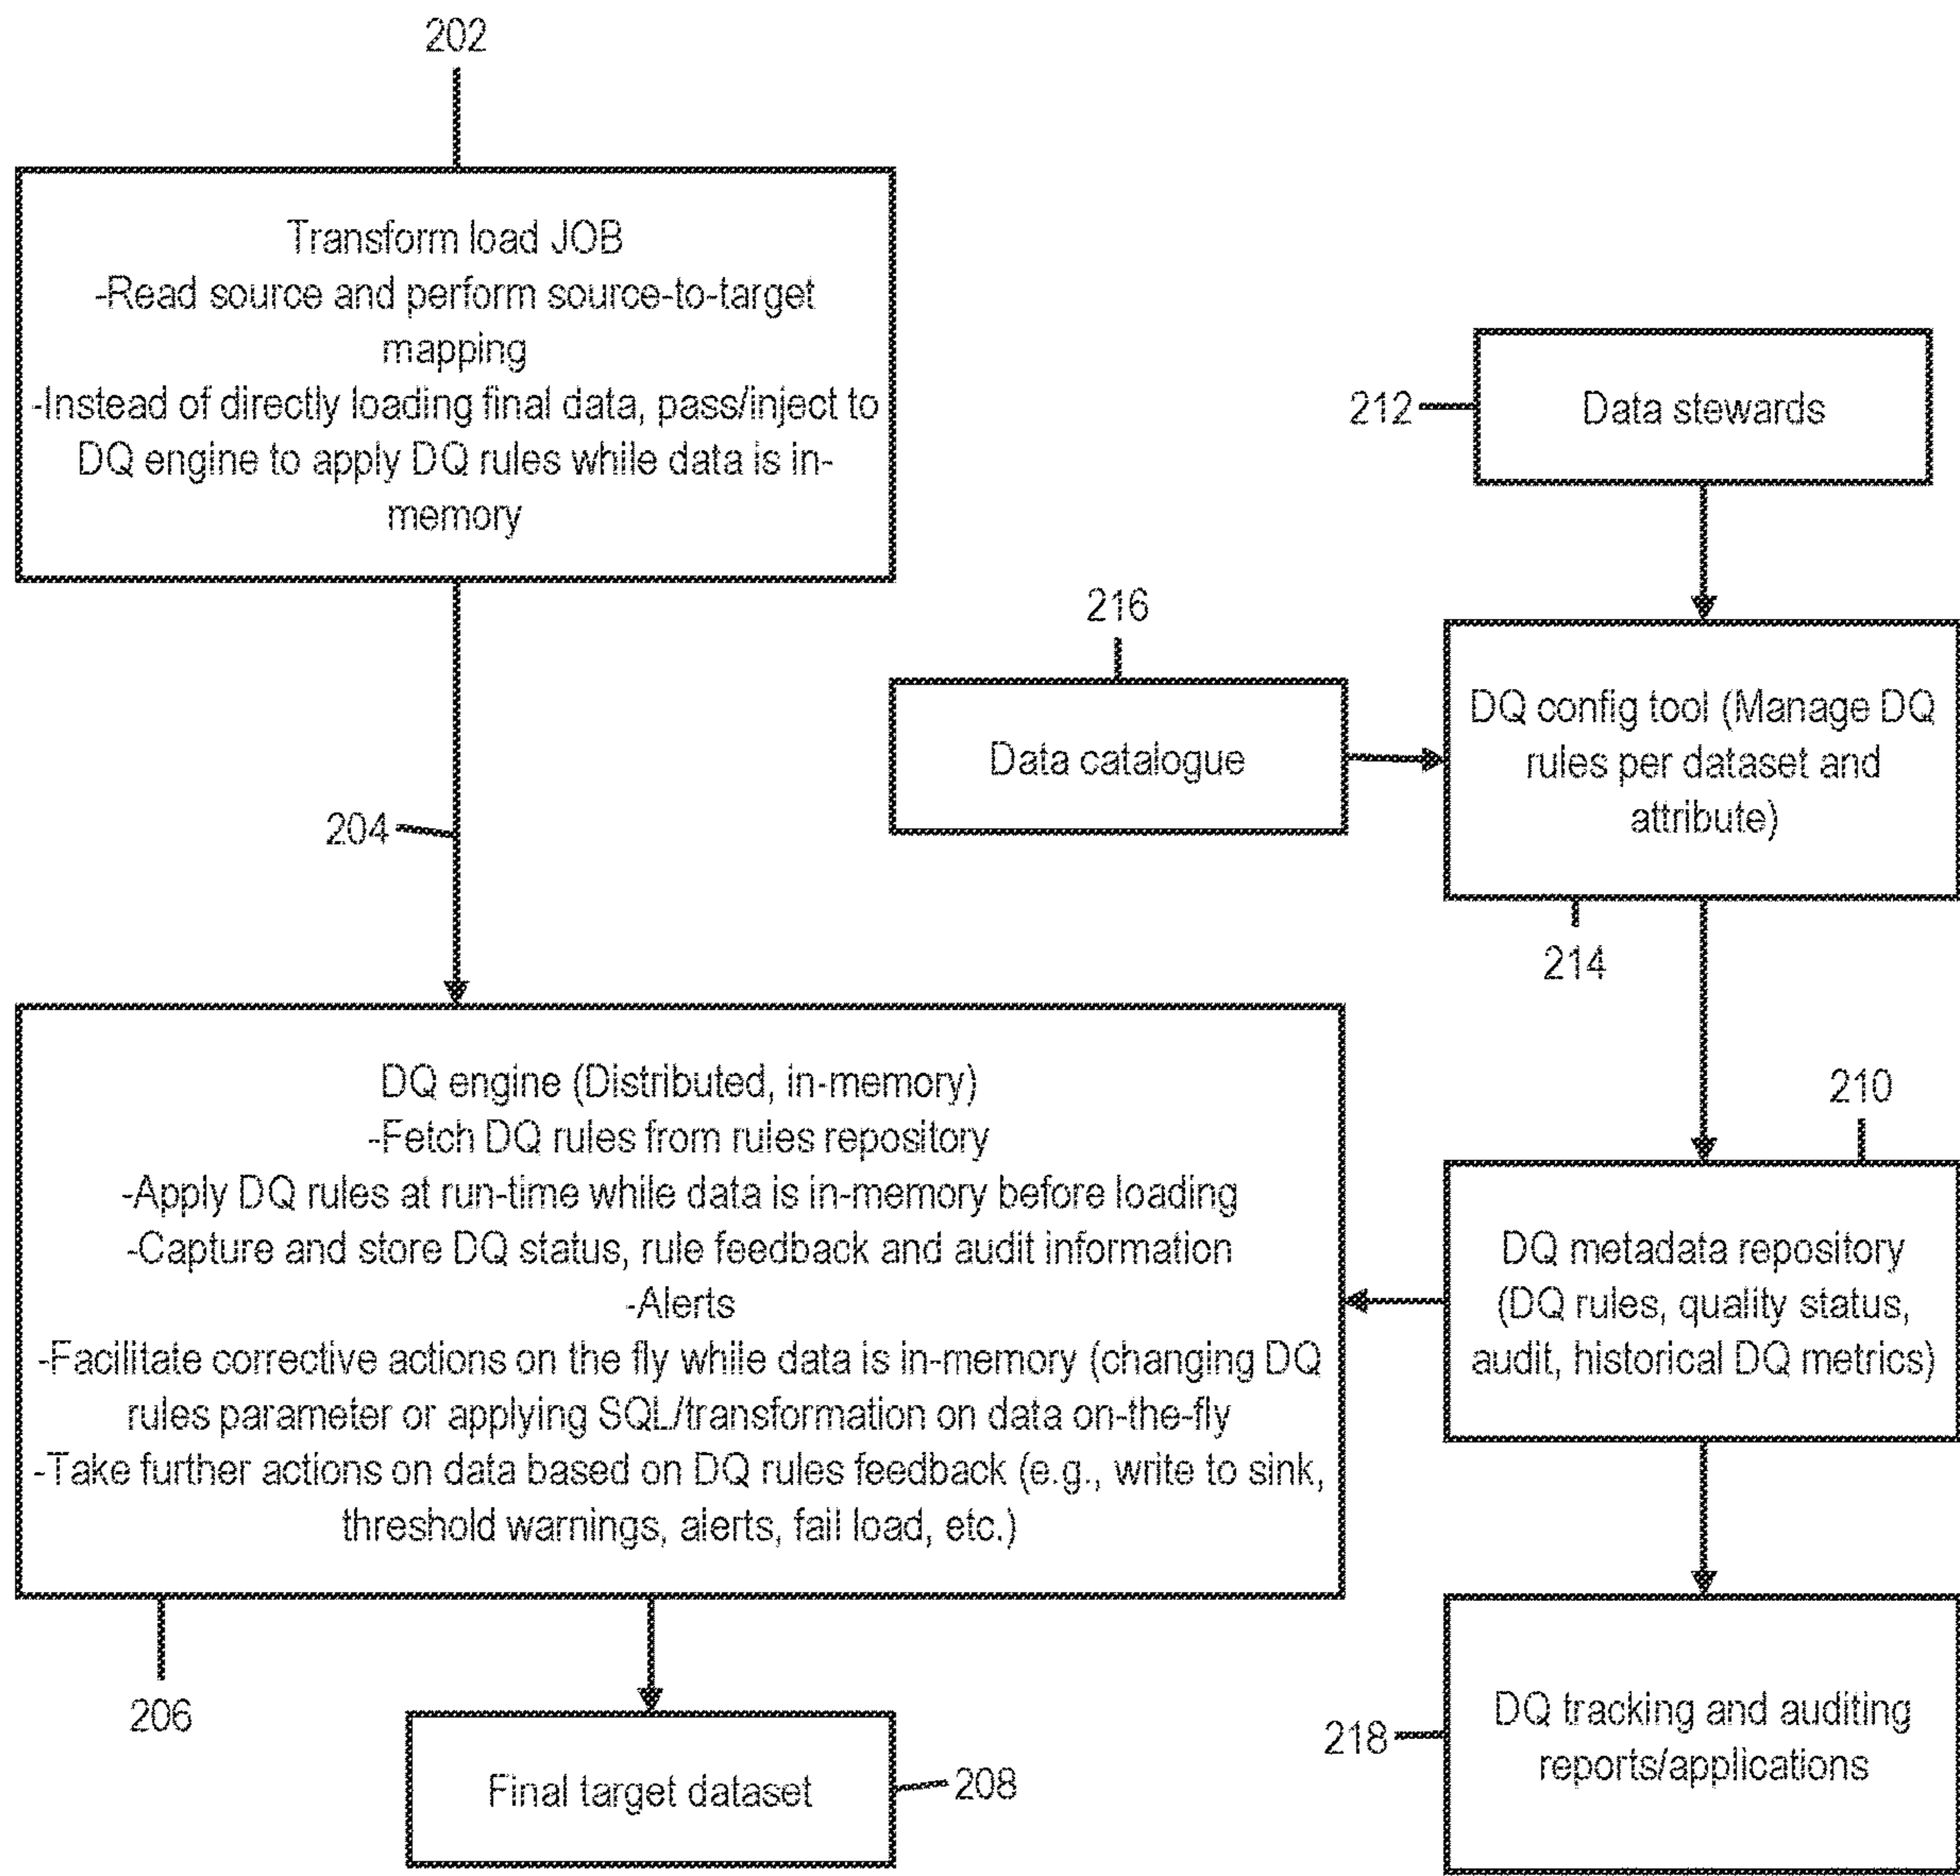 202
Transform load JOB
-Read source and perform source-to-target
mapping
-Instead of directly loading final data, pass/inject to
DQ engine to apply DQ rules while data is in-
memory
212
Data stewards
216
Data catalogue
DQ config tool (Manage DQ
rules per dataset and
attribute)
204
214
DQ engine (Distributed, in-memory)
-Fetch DQ rules from rules repository
-Apply DQ rules at run-time while data is in-memory before loading
-Capture and store DQ status, rule feedback and audit information
-Alerts
-Facilitate corrective actions on the fly while data is in-memory (changing DQ
rules parameter or applying SQL/transformation on data on-the-fly
-Take further actions on data based on DQ rules feedback (e.g., write to sink,
threshold warnings, alerts, fail load, etc.)
210
DQ metadata repository
(DQ rules, quality status,
audit, historical DQ metrics)
206
Final target dataset
208
218
DQ tracking and auditing
reports/applications